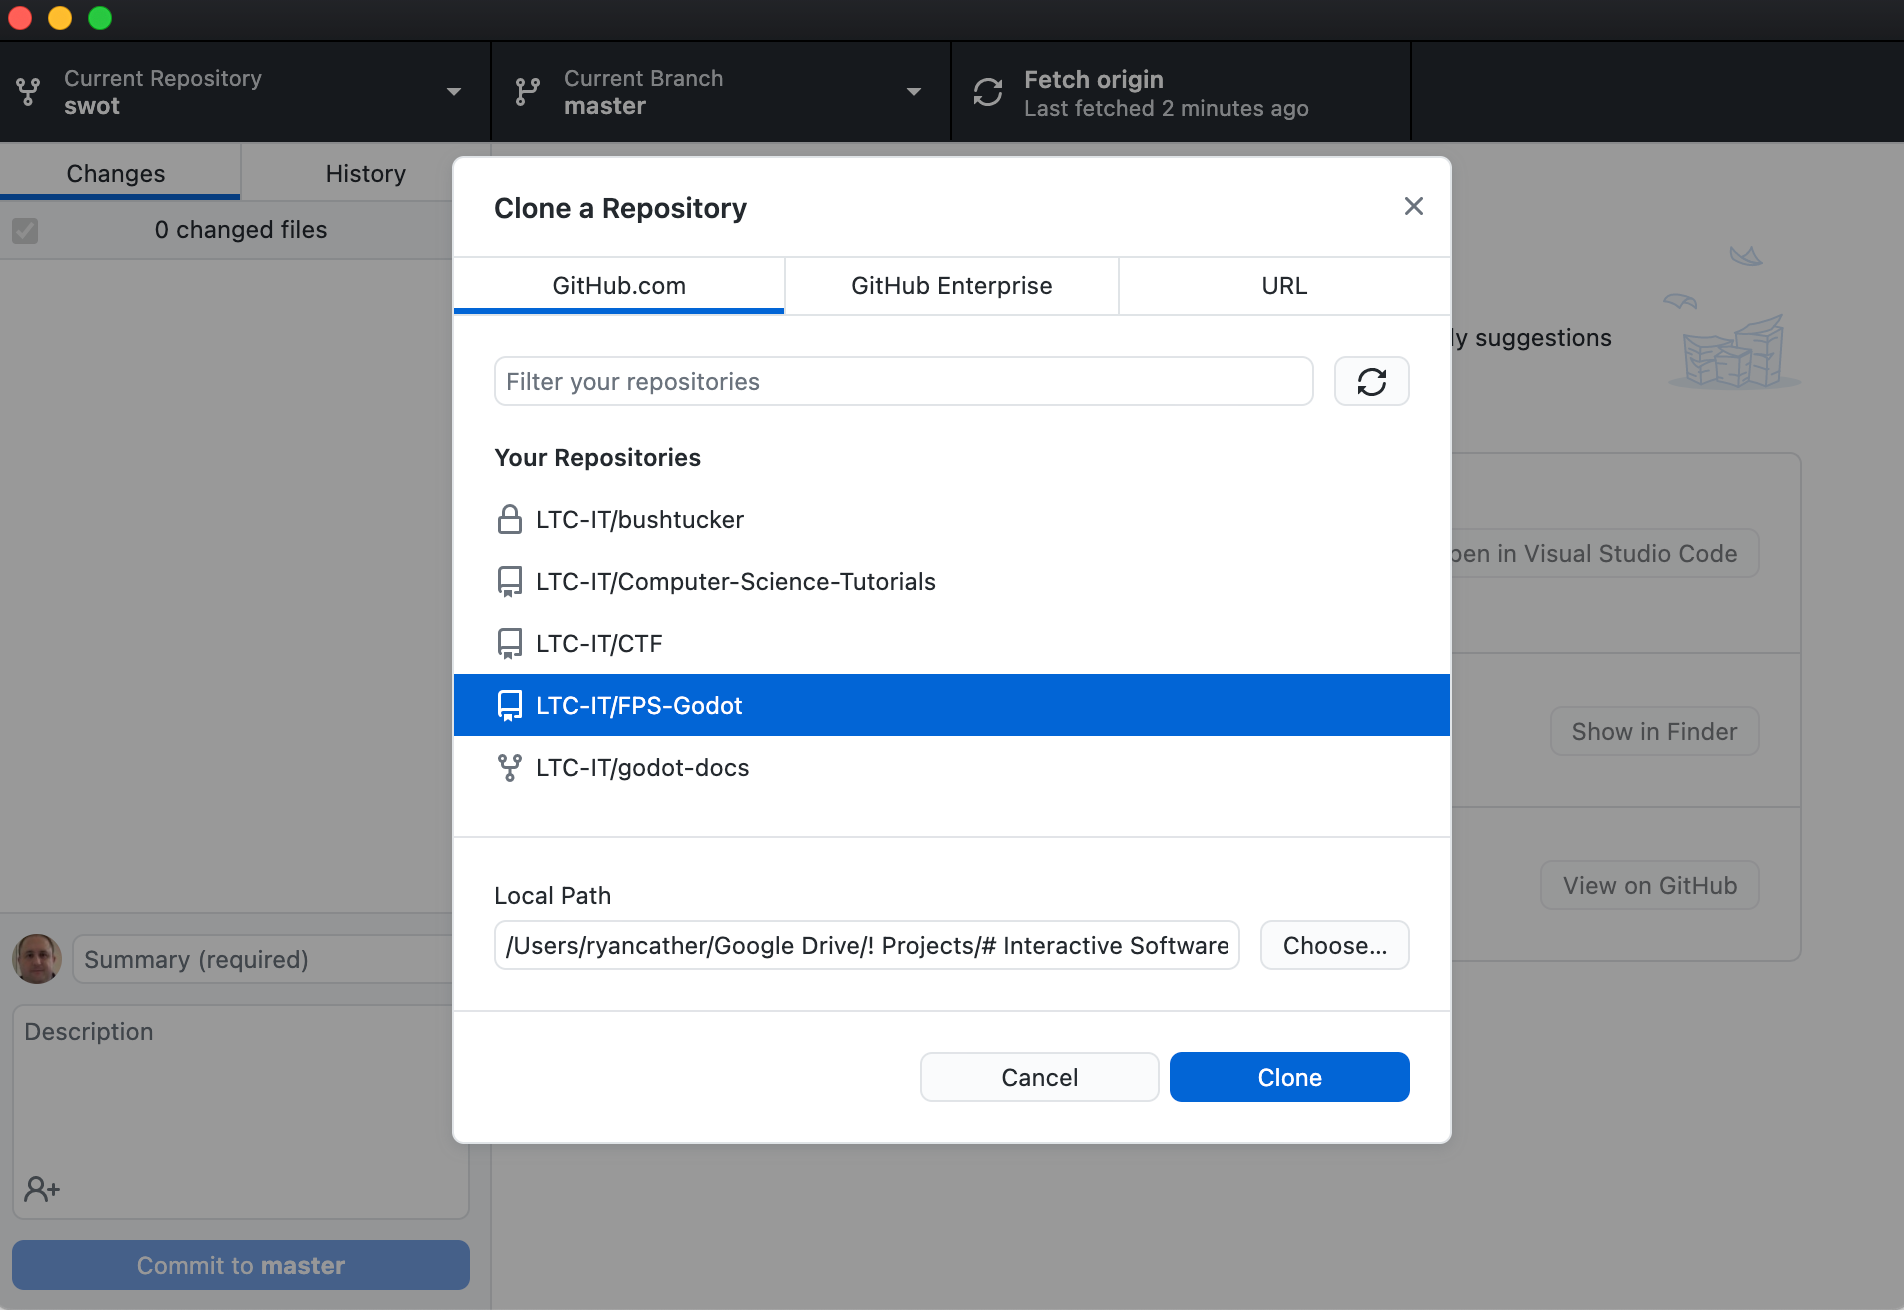 Current Repository
swot
Current Branch
master
Fetch origin
Last fetched 2 minutes ago
Changes
History
0 changed files
Clone a Repository
GitHub.com
GitHub Enterprise
URL
Filter your repositories
suggestions
Your Repositories
LTC-IT/bushtucker
LTC-IT/Computer-Science-Tutorials
in Visual Studio Code
LTC-IT/CTF
LTC-IT/FPS-Godot
Show in Finder
LTC-IT/godot-docs
Local Path
View on GitHub
/Users/ryancather/Google Drive/! Projects/# Interactive Software
Choose...
Summary (required)
Description
Cancel
Clone
Commit to master